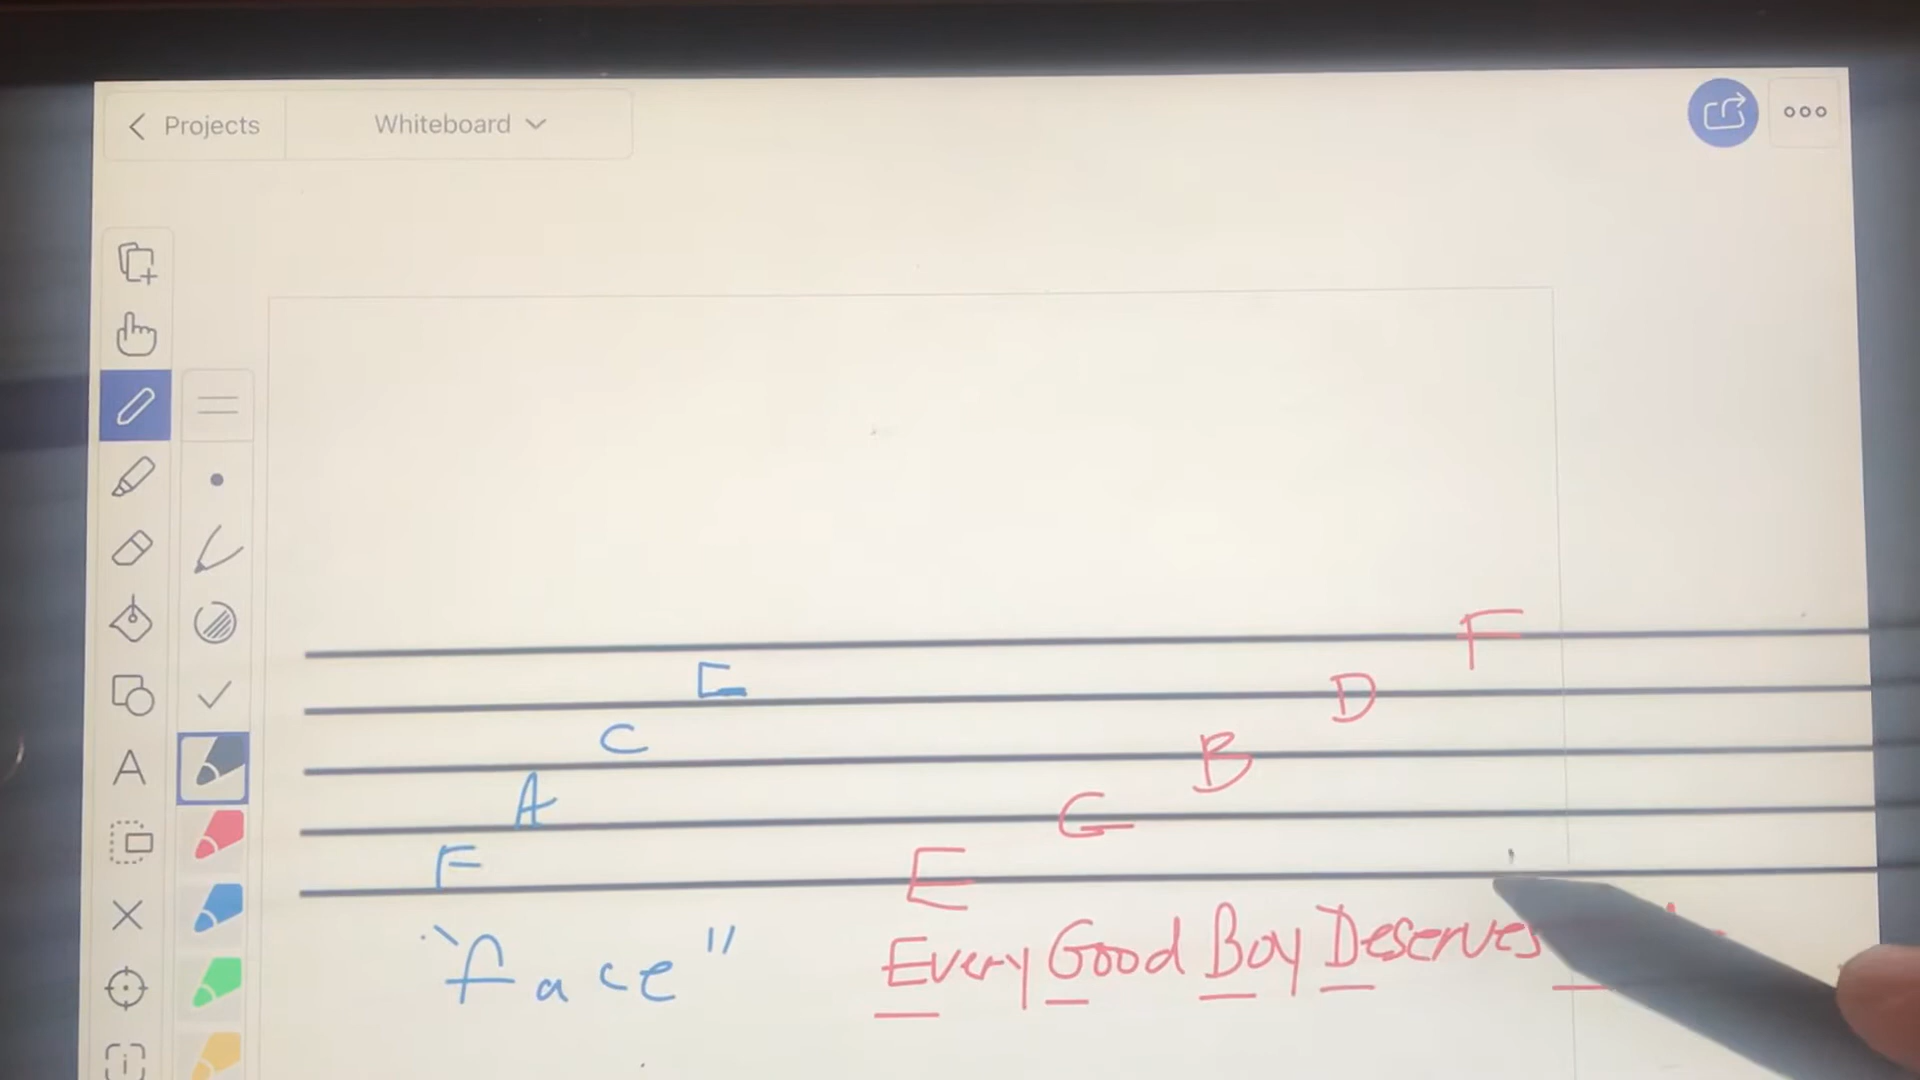 Projects
Whiteboard
F
E
D
C
B
A
G
F
E
"face"
Every Good Boy Deserves